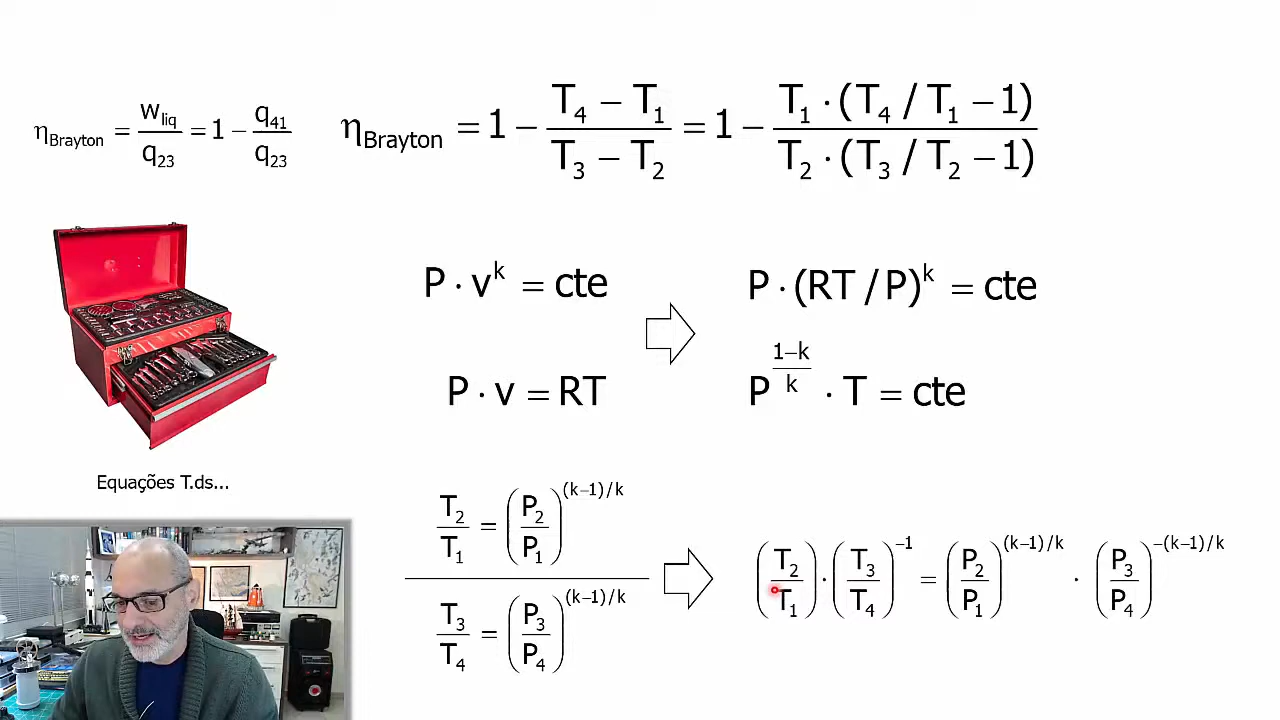 η_Brayton = w_liq / q_23 = 1 − q_41 / q_23
η_Brayton = 1 − (T_4 − T_1) / (T_3 − T_2) = 1 − T_1 · (T_4 / T_1 − 1) / T_2 · (T_3 / T_2 − 1)
P · v^k = cte
P · (RT / P)^k = cte
P · v = RT
P^((1−k)/k) · T = cte
Equações T.ds...
T_2 / T_1 = (P_2 / P_1)^((k−1)/k)
T_3 / T_4 = (P_3 / P_4)^((k−1)/k)
(T_2 / T_1) · (T_3 / T_4)^(−1) = (P_2 / P_1)^((k−1)/k) · (P_3 / P_4)^(−(k−1)/k)